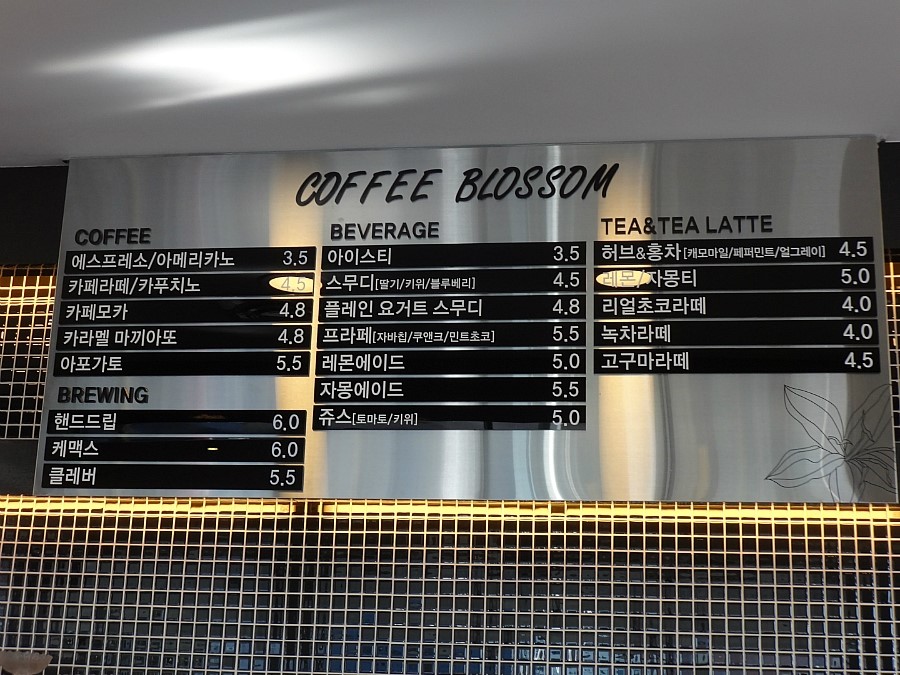 COFFEE BLOSSOM
COFFEE
에스프레소/아메리카노 3.5
카페라떼/카푸치노 4.5
카페모카 4.8
카라멜 마끼아또 4.8
아포가토 5.5
BREWING
핸드드립 6.0
케맥스 6.0
클레버 5.5
BEVERAGE
아이스티 3.5
스무디[딸기/키위/블루베리] 4.5
플레인 요거트 스무디 4.8
프라페[자바칩/쿠앤크/민트초코] 5.5
레몬에이드 5.0
자몽에이드 5.5
쥬스[토마토/키위] 5.0
TEA&TEA LATTE
허브&홍차[캐모마일/페퍼민트/얼그레이] 4.5
레몬/자몽티 5.0
리얼초코라떼 4.0
녹차라떼 4.0
고구마라떼 4.5